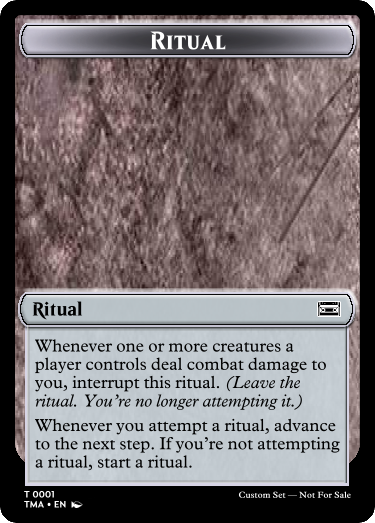 Ritual
Ritual
Whenever one or more creatures a
player controls deal combat damage to
you, interrupt this ritual. (Leave the
ritual. You're no longer attempting it.)
Whenever you attempt a ritual, advance
to the next step. If you're not attempting
a ritual, start a ritual.
T 0001
TMA • EN
Custom Set — Not For Sale